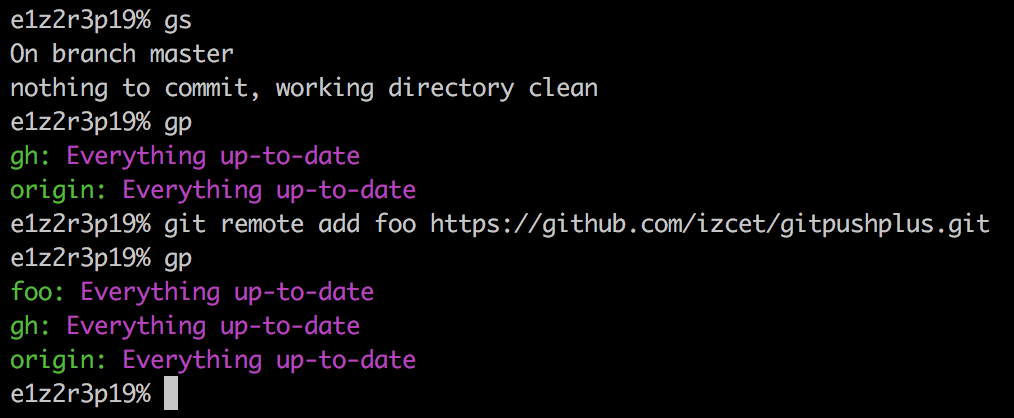 e1z2r3p19% gs
On branch master
nothing to commit, working directory clean
e1z2r3p19% gp
gh: Everything up-to-date
origin: Everything up-to-date
e1z2r3p19% git remote add foo https://github.com/izcet/gitpushplus.git
e1z2r3p19% gp
foo: Everything up-to-date
gh: Everything up-to-date
origin: Everything up-to-date
e1z2r3p19%